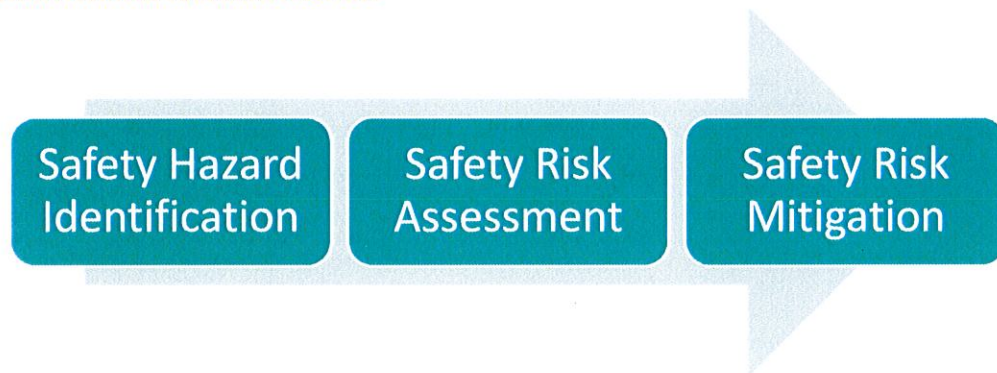 Safety Hazard
Identification
Safety Risk
Assessment
Safety Risk
Mitigation